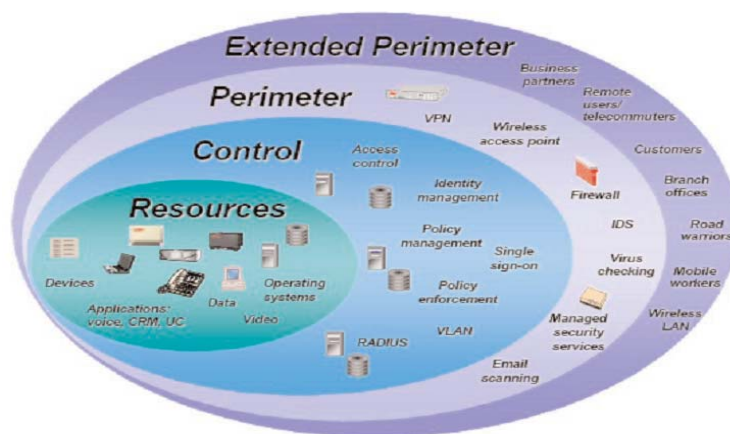 Extended Perimeter
Business
partners
Perimeter
Remote
users/
telecommuters
VPN
Wireless
access point
Control
Access
control
Customers
Identity
management
Firewall
Branch
offices
Resources
Policy
management
IDS
Road
warriors
Single
sign-on
Virus
checking
Devices
Operating
systems
Data
Policy
enforcement
Mobile
workers
Applications:
voice, CRM, UC
Video
RADIUS
VLAN
Managed
security
services
Wireless
LAN
Email
scanning